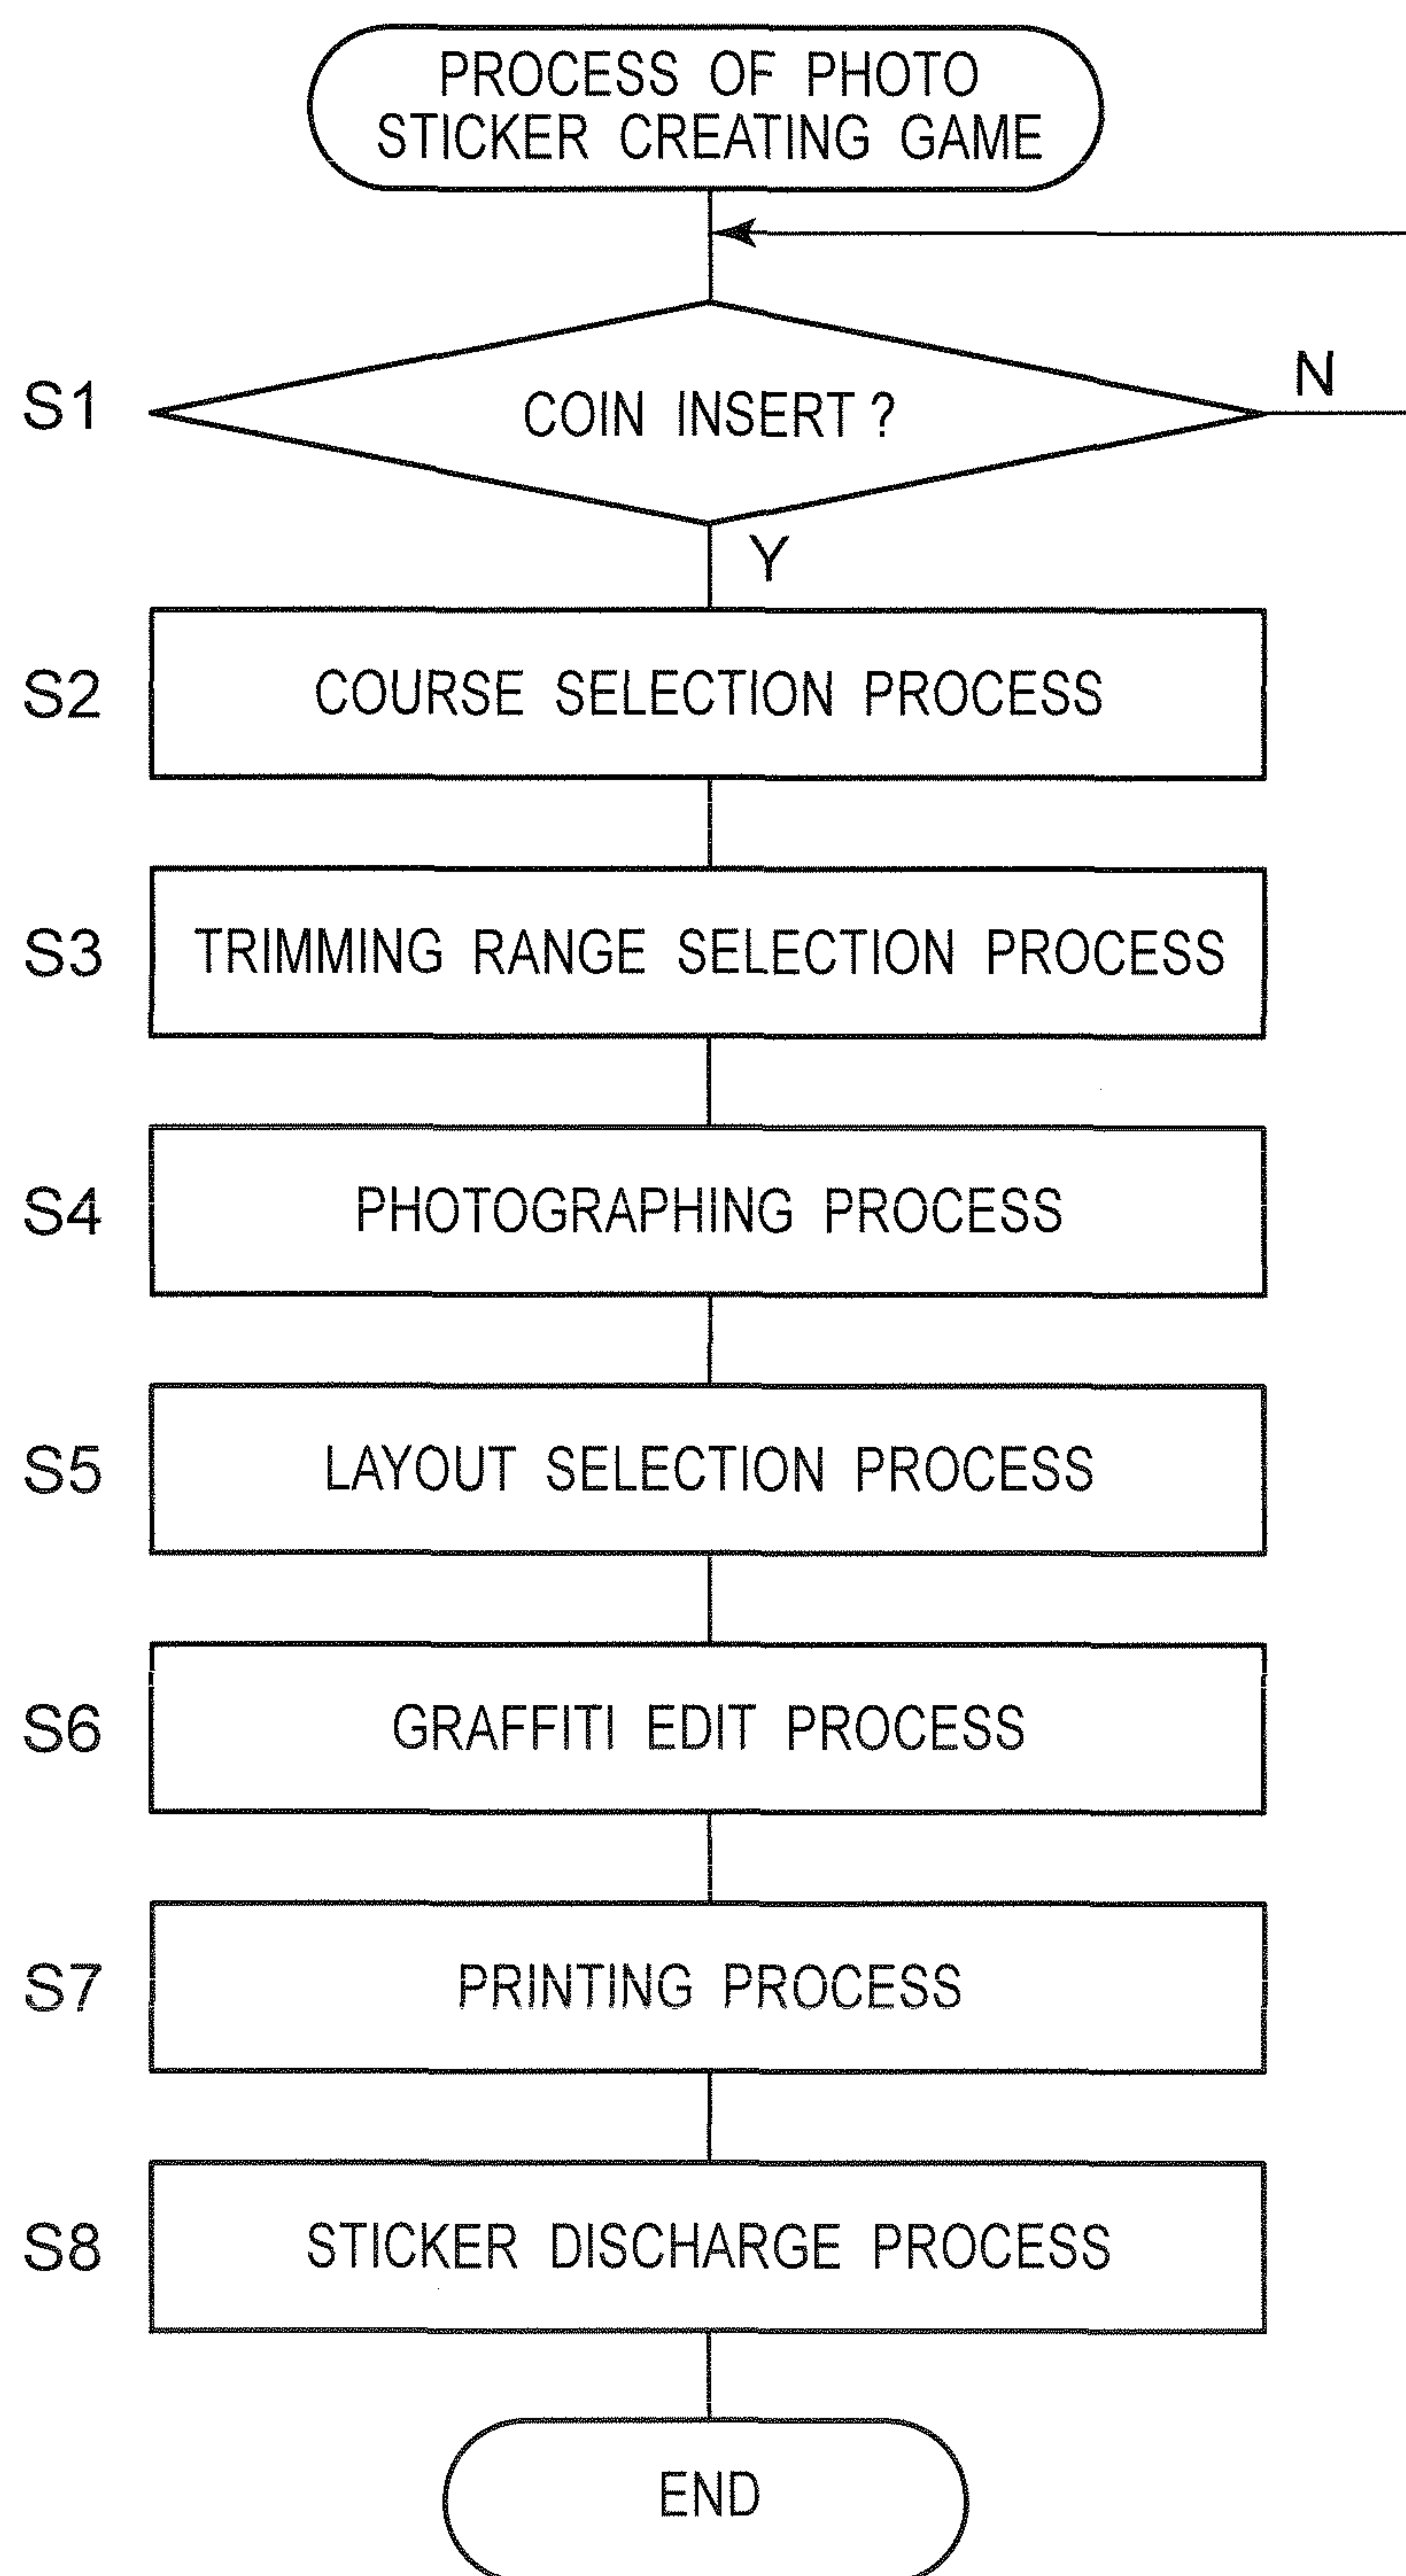 PROCESS OF PHOTO
STICKER CREATING GAME
S1
COIN INSERT ?
N
Y
S2
COURSE SELECTION PROCESS
S3
TRIMMING RANGE SELECTION PROCESS
S4
PHOTOGRAPHING PROCESS
S5
LAYOUT SELECTION PROCESS
S6
GRAFFITI EDIT PROCESS
S7
PRINTING PROCESS
S8
STICKER DISCHARGE PROCESS
END